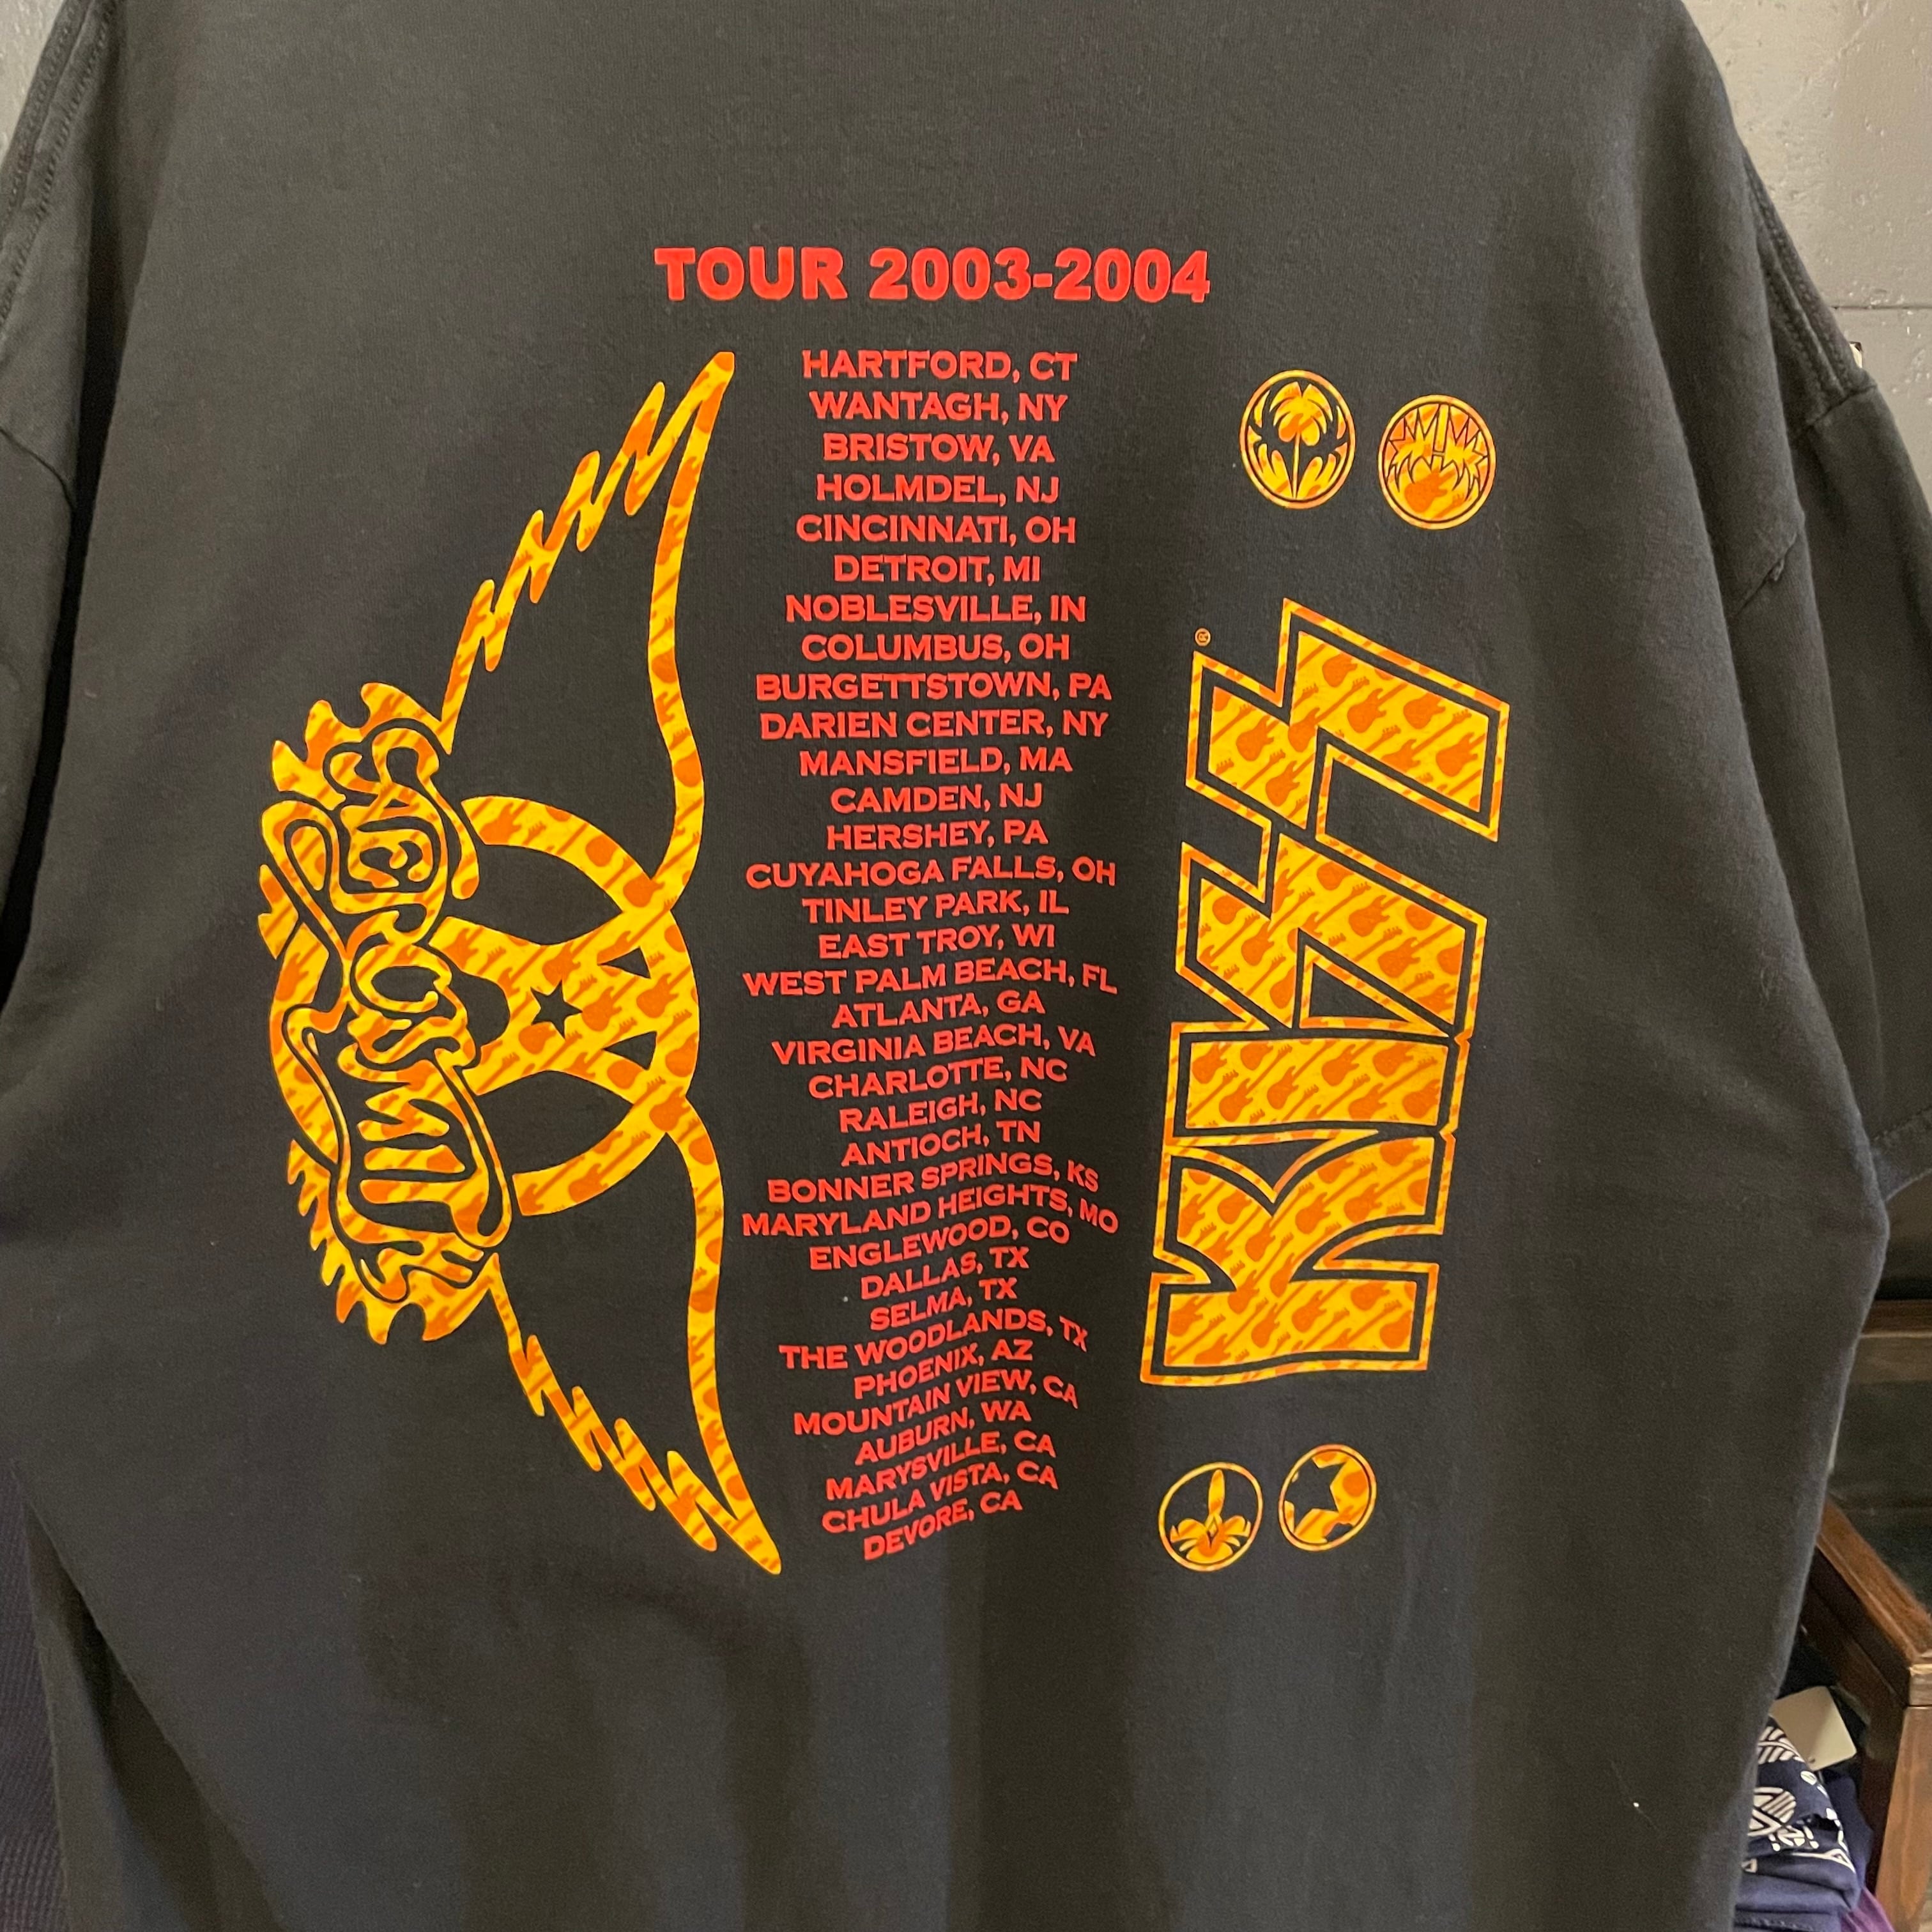 TOUR 2003-2004
HARTFORD, CT
WANTAGH, NY
BRISTOW, VA
HOLMDEL, NJ
CINCINNATI, OH
DETROIT, MI
NOBLESVILLE, IN
COLUMBUS, OH
BURGETTSTOWN, PA
DARIEN CENTER, NY
MANSFIELD, MA
CAMDEN, NJ
HERSHEY, PA
CUYAHOGA FALLS, OH
TINLEY PARK, IL
EAST TROY, WI
WEST PALM BEACH, FL
ATLANTA, GA
VIRGINIA BEACH, VA
CHARLOTTE, NC
RALEIGH, NC
ANTIOCH, TN
BONNER SPRINGS, KS
MARYLAND HEIGHTS, MO
ENGLEWOOD, CO
DALLAS, TX
SELMA, TX
THE WOODLANDS, TX
PHOENIX, AZ
MOUNTAIN VIEW, CA
AUBURN, WA
MARYSVILLE, CA
CHULA VISTA, CA
DEVORE, CA
AEROSMITH
KISS®